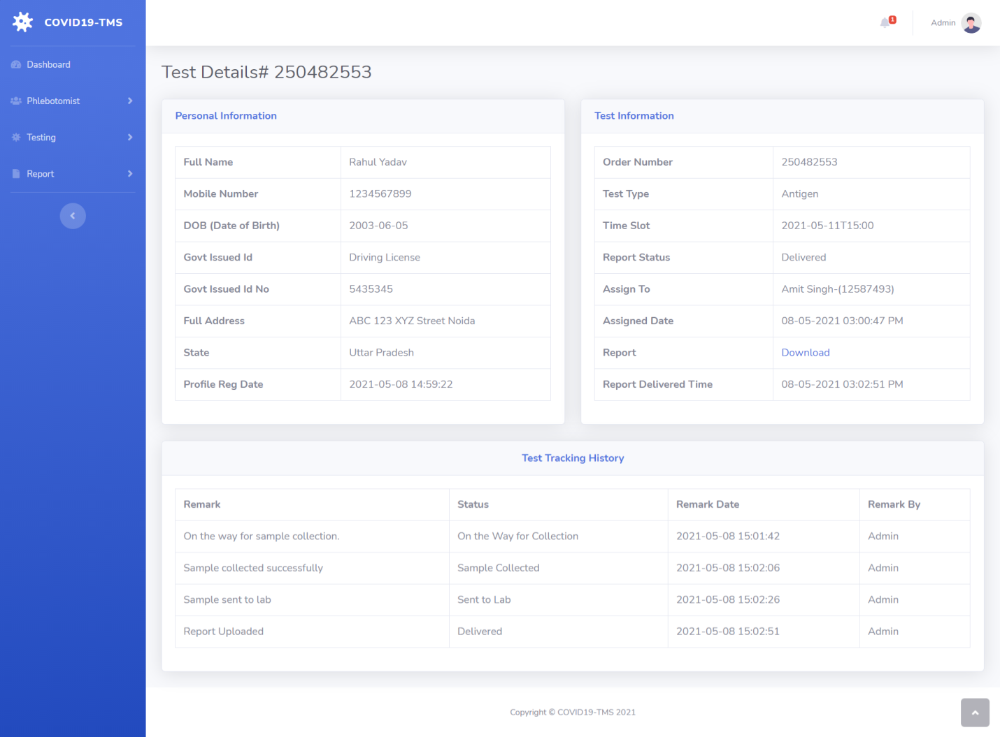 COVID19-TMS
1
Admin
Dashboard
Phlebotomist
Testing
Report
Test Details# 250482553
Personal Information
Full Name Rahul Yadav
Mobile Number 1234567899
DOB (Date of Birth) 2003-06-05
Govt Issued Id Driving License
Govt Issued Id No 5435345
Full Address ABC 123 XYZ Street Noida
State Uttar Pradesh
Profile Reg Date 2021-05-08 14:59:22
Test Information
Order Number 250482553
Test Type Antigen
Time Slot 2021-05-11T15:00
Report Status Delivered
Assign To Amit Singh-(12587493)
Assigned Date 08-05-2021 03:00:47 PM
Report Download
Report Delivered Time 08-05-2021 03:02:51 PM
Test Tracking History
Remark Status Remark Date Remark By
On the way for sample collection. On the Way for Collection 2021-05-08 15:01:42 Admin
Sample collected successfully Sample Collected 2021-05-08 15:02:06 Admin
Sample sent to lab Sent to Lab 2021-05-08 15:02:26 Admin
Report Uploaded Delivered 2021-05-08 15:02:51 Admin
Copyright © COVID19-TMS 2021